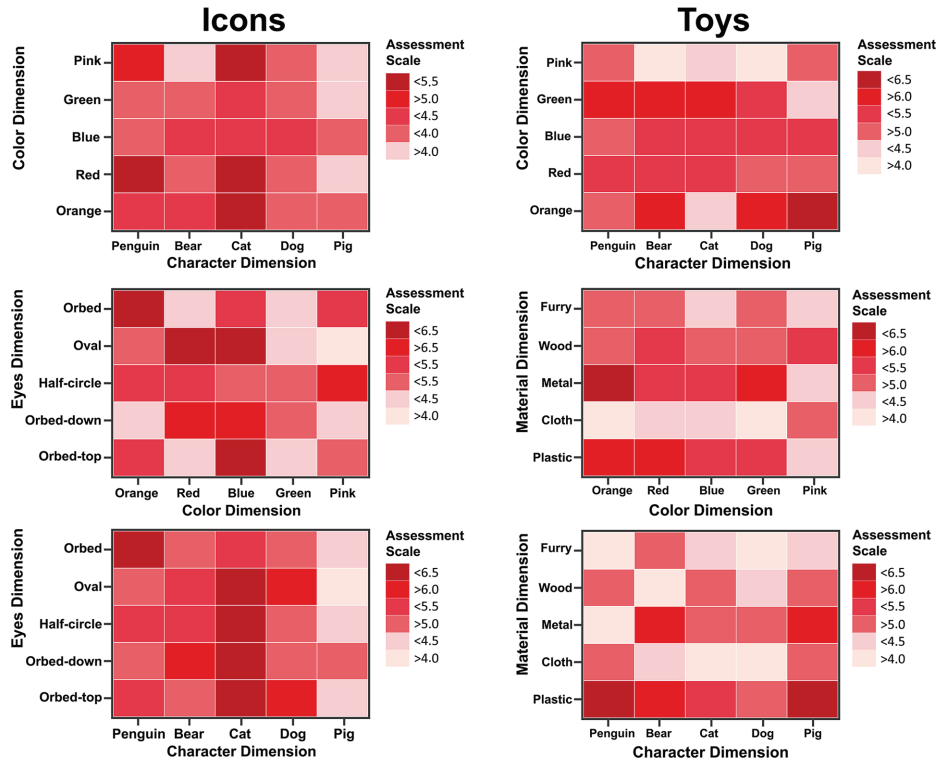 Icons
Color Dimension
Pink
Green
Blue
Red
Orange
Penguin Bear Cat Dog Pig
Character Dimension
Assessment
Scale
<5.5
>5.0
<4.5
<4.0
>4.0
Toys
Color Dimension
Pink
Green
Blue
Red
Orange
Penguin Bear Cat Dog Pig
Character Dimension
Assessment
Scale
<6.5
>6.0
<5.5
<5.0
<4.5
>4.0
Eyes Dimension
Orbed
Oval
Half-circle
Orbed-down
Orbed-top
Orange Red Blue Green Pink
Color Dimension
Assessment
Scale
<6.5
>6.5
<5.5
<5.5
<4.5
>4.0
Material Dimension
Furry
Wood
Metal
Cloth
Plastic
Orange Red Blue Green Pink
Color Dimension
Assessment
Scale
<6.5
>6.0
<5.5
<5.0
<4.5
>4.0
Eyes Dimension
Orbed
Oval
Half-circle
Orbed-down
Orbed-top
Penguin Bear Cat Dog Pig
Character Dimension
Assessment
Scale
<6.5
>6.0
<5.5
>5.0
<4.5
>4.0
Material Dimension
Furry
Wood
Metal
Cloth
Plastic
Penguin Bear Cat Dog Pig
Character Dimension
Assessment
Scale
<6.5
>6.0
<5.5
>5.0
<4.5
>4.0